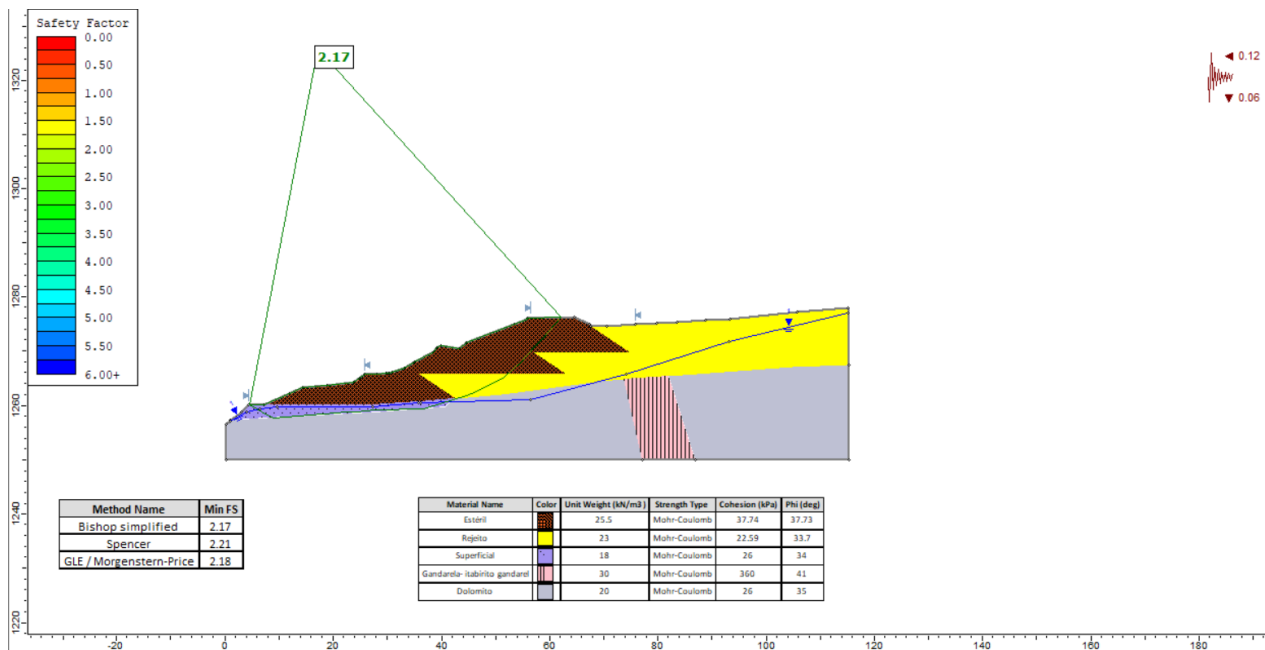 Safety Factor
0.00
0.50
1.00
1.50
2.00
2.50
3.00
3.50
4.00
4.50
5.00
5.50
6.00+
2.17
0.12
0.06
1320
1300
1280
1260
1240
1220
Method Name Min FS
Bishop simplified 2.17
Spencer 2.21
GLE / Morgenstern-Price 2.18
Material Name Color Unit Weight (kN/m3) Strength Type Cohesion (kPa) Phi (deg)
Estéril 25.5 Mohr-Coulomb 37.74 37.73
Rejeito 23 Mohr-Coulomb 22.59 33.7
Superficial 18 Mohr-Coulomb 26 34
Gandarela- itabirito gandarel 30 Mohr-Coulomb 360 41
Dolomito 20 Mohr-Coulomb 26 35
-20 0 20 40 60 80 100 120 140 160 180